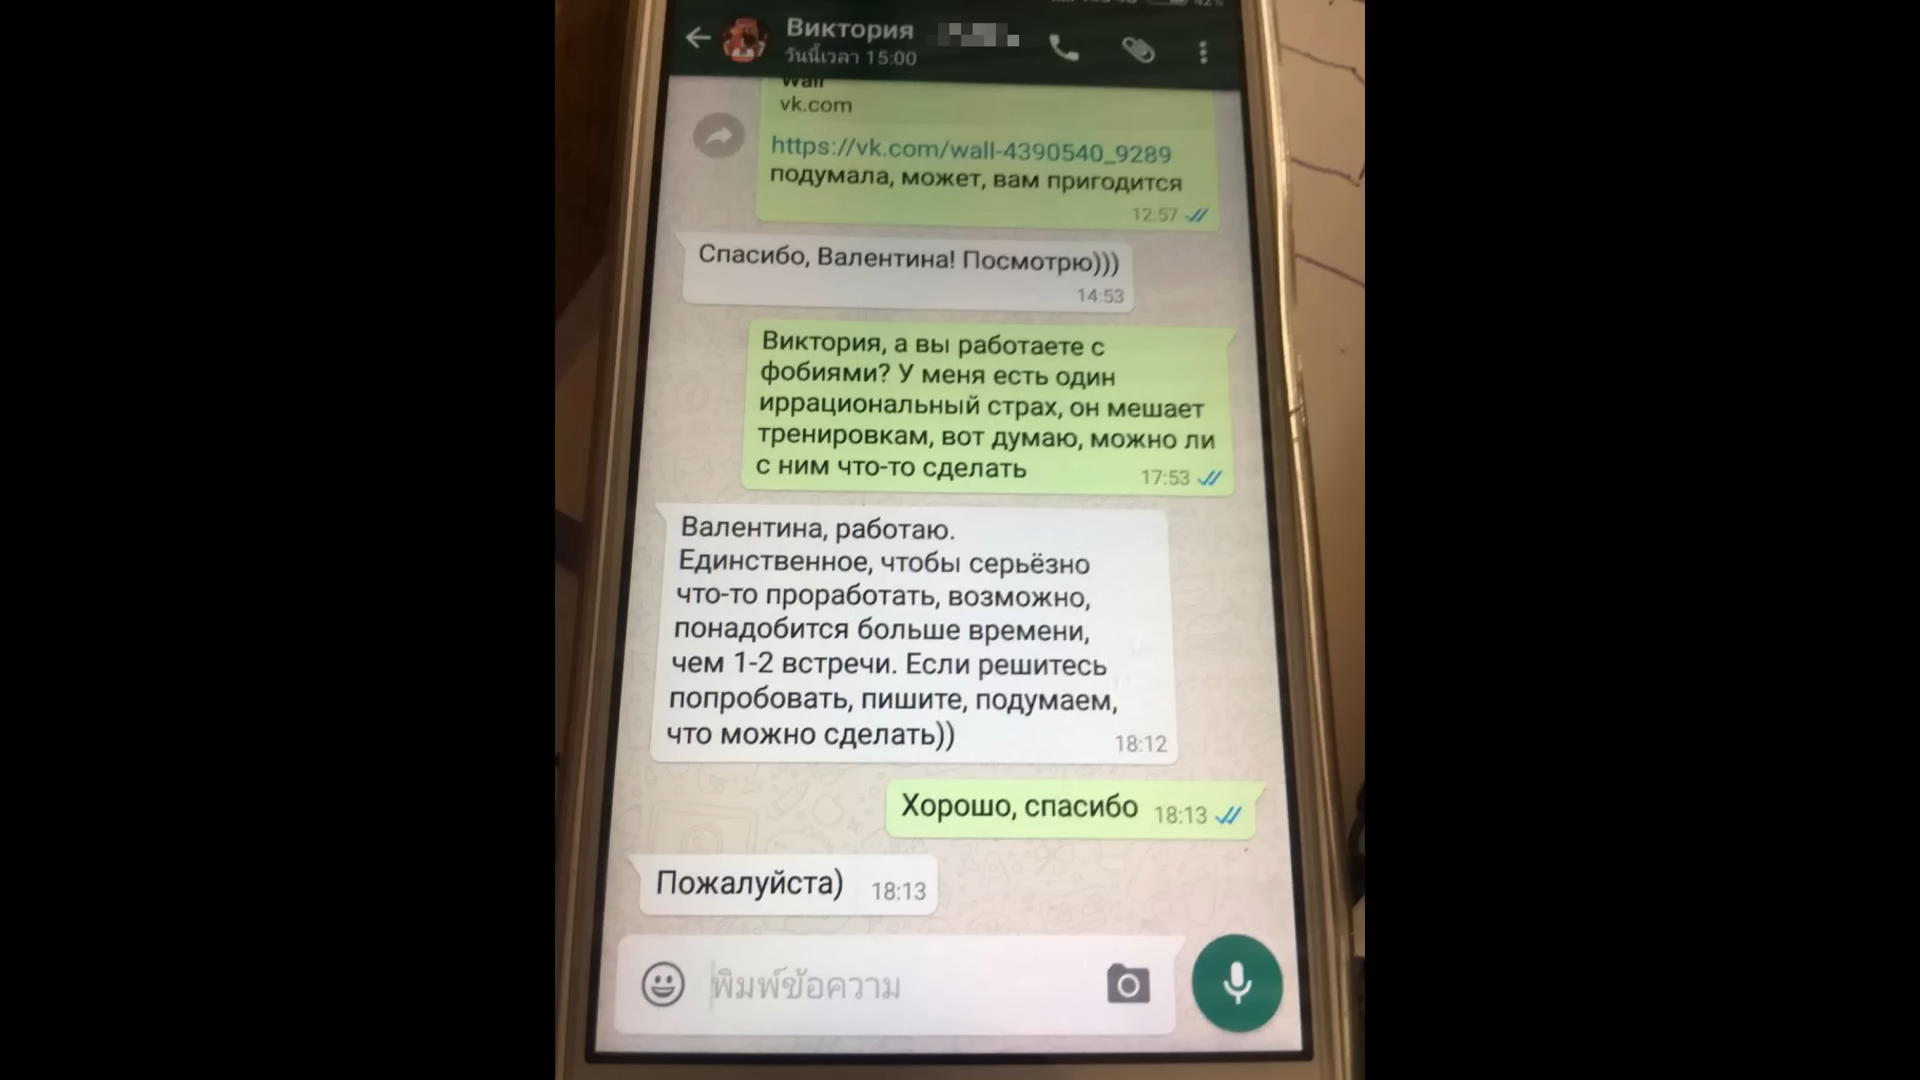 42%
Виктория
วันนี้เวลา 15:00
Wall
vk.com
https://vk.com/wall-4390540_9289
подумала, может, вам пригодится
12:57
Спасибо, Валентина! Посмотрю)))
14:53
Виктория, а вы работаете с
фобиями? У меня есть один
иррациональный страх, он мешает
тренировкам, вот думаю, можно ли
с ним что-то сделать
17:53
Валентина, работаю.
Единственное, чтобы серьёзно
что-то проработать, возможно,
понадобится больше времени,
чем 1-2 встречи. Если решитесь
попробовать, пишите, подумаем,
что можно сделать))
18:12
Хорошо, спасибо 18:13
Пожалуйста) 18:13
พิมพ์ข้อความ